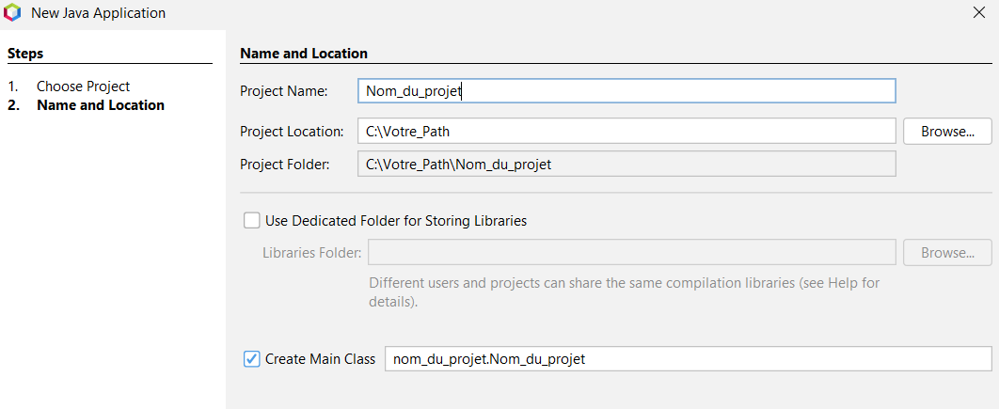 New Java Application
Steps
1. Choose Project
2. Name and Location
Name and Location
Project Name: Nom_du_projet
Project Location: C:\Votre_Path Browse...
Project Folder: C:\Votre_Path\Nom_du_projet
Use Dedicated Folder for Storing Libraries
Libraries Folder: Browse...
Different users and projects can share the same compilation libraries (see Help for
details).
Create Main Class nom_du_projet.Nom_du_projet